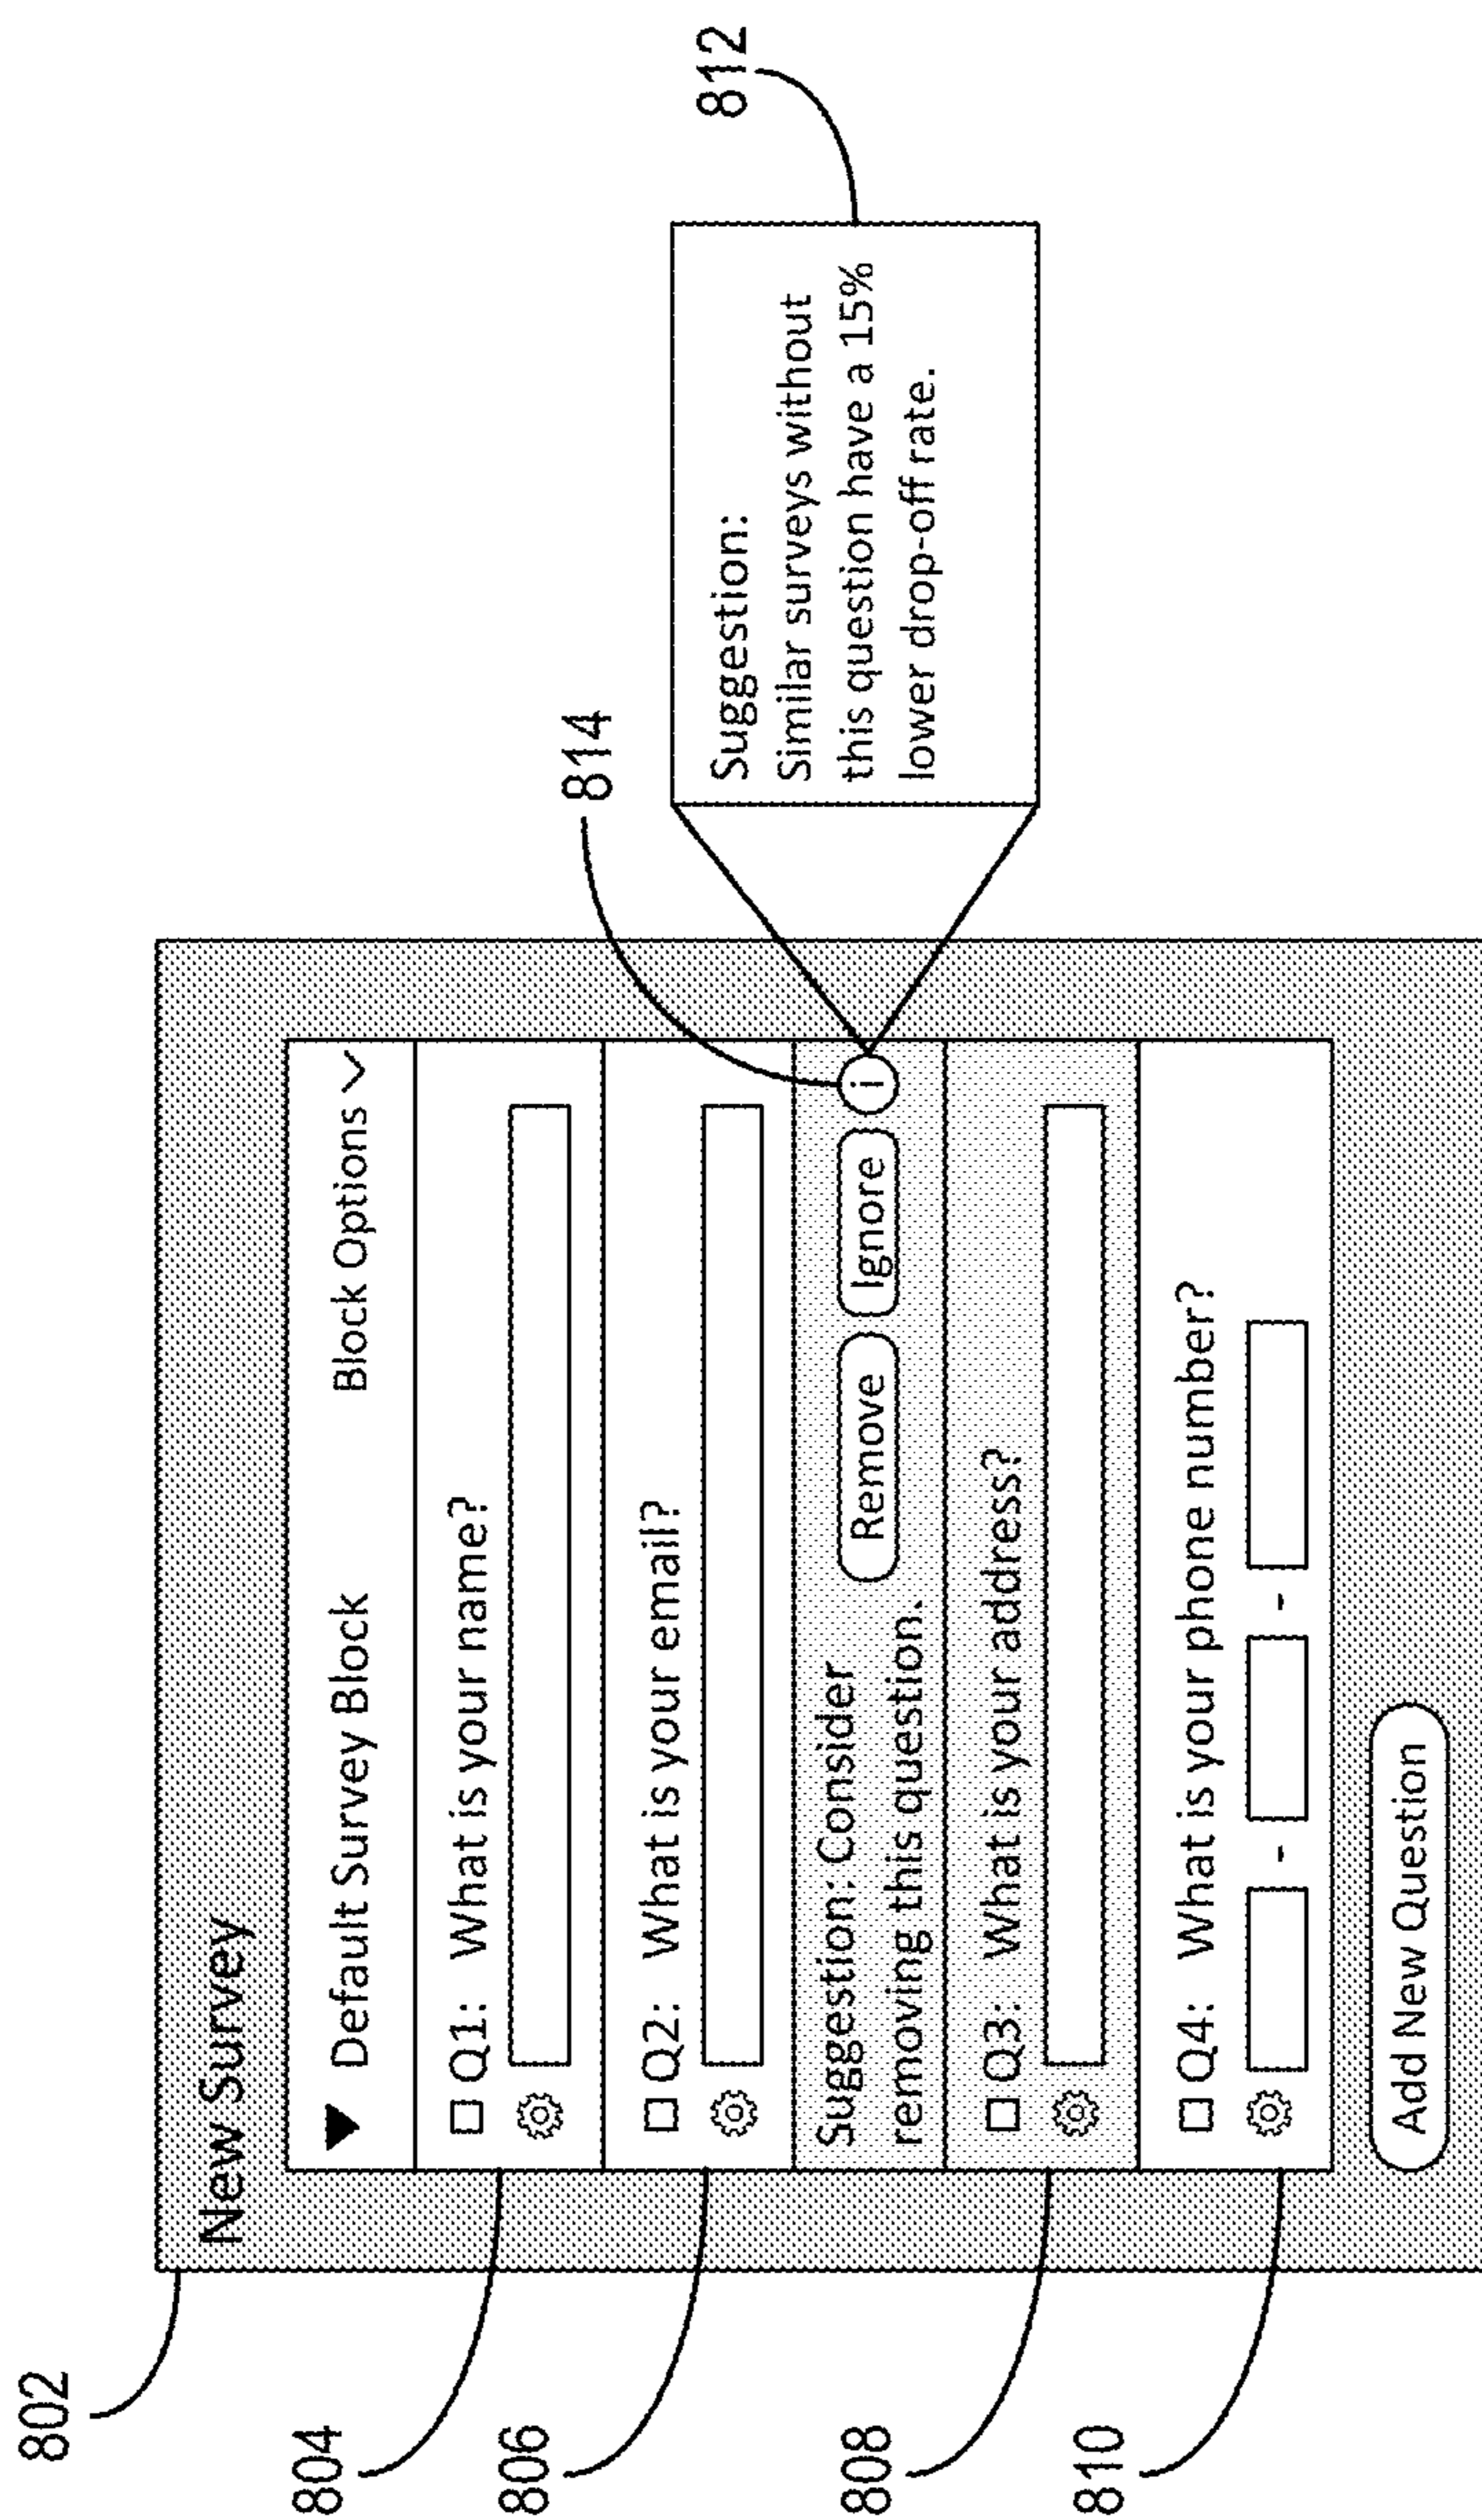 802
New Survey
Default Survey Block Block Options
804
Q1: What is your name?
806
Q2: What is your email?
Suggestion: Consider
removing this question.
Remove Ignore i
814
812
Suggestion:
Similar surveys without
this question have a 15%
lower drop-off rate.
808
Q3: What is your address?
810
Q4: What is your phone number?
- -
Add New Question